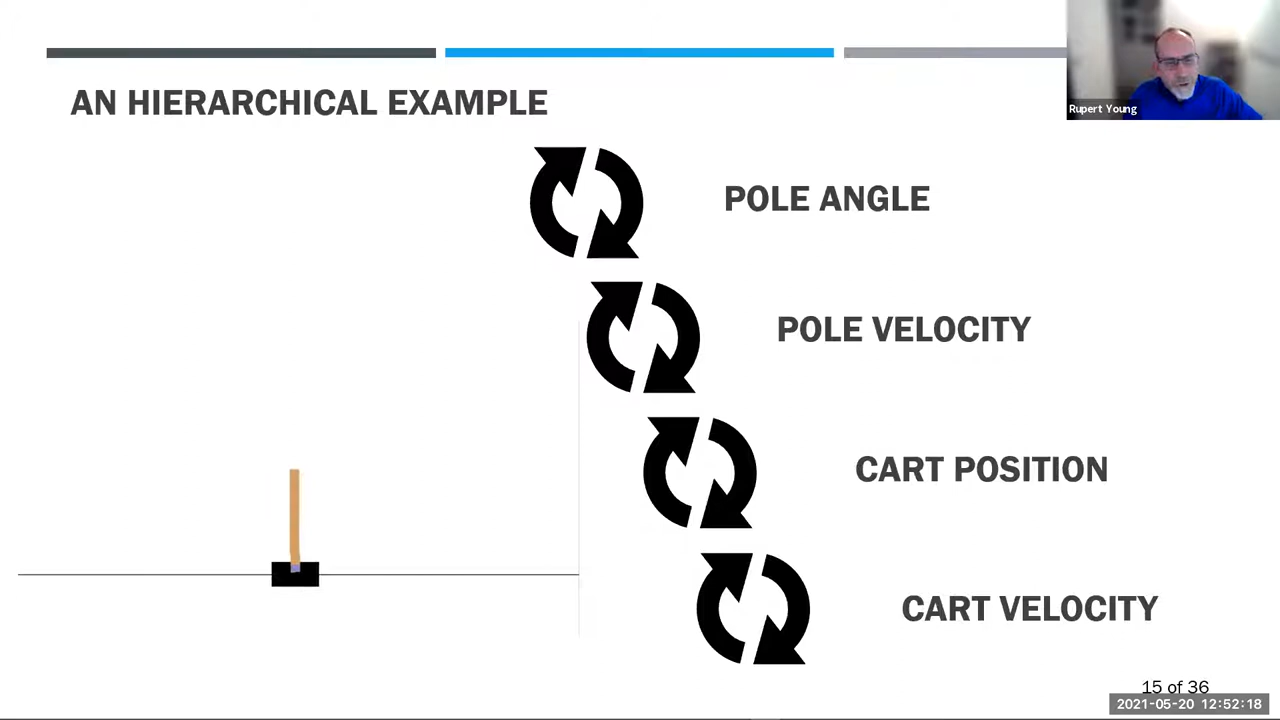 AN HIERARCHICAL EXAMPLE
Rupert Young
POLE ANGLE
POLE VELOCITY
CART POSITION
CART VELOCITY
15 of 36
2021-05-20 12:52:18